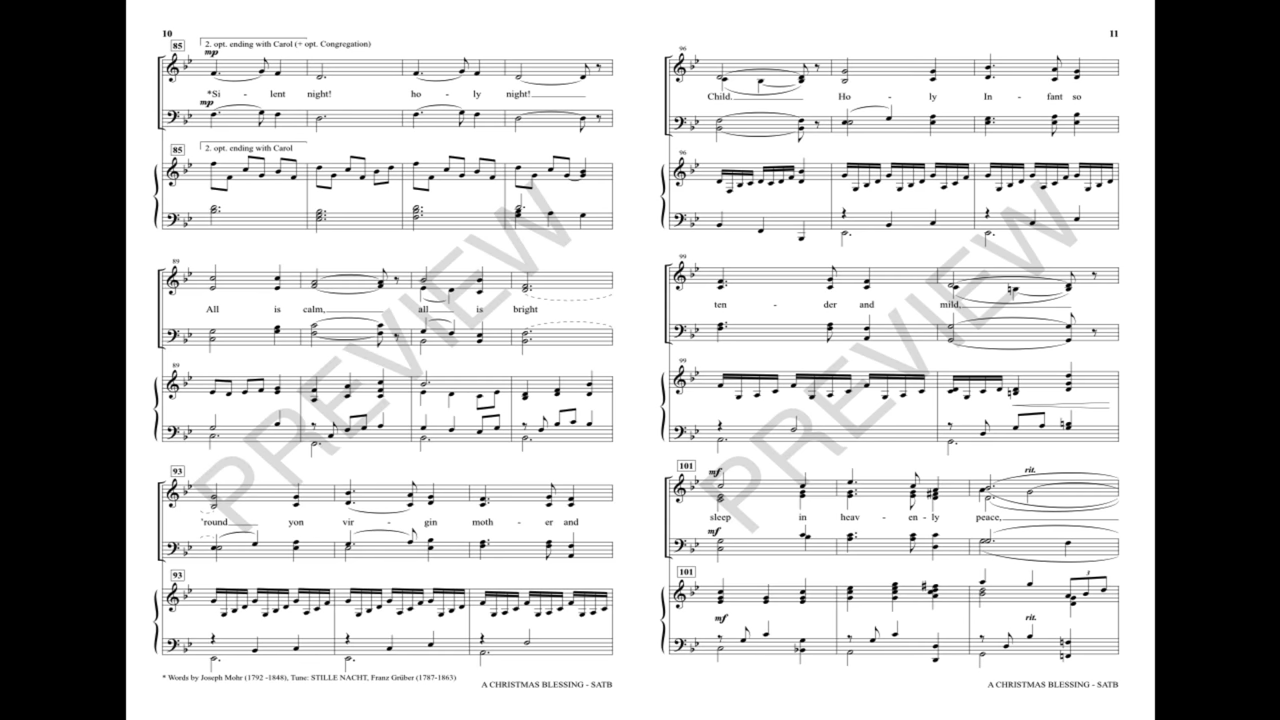 10
85
2. opt. ending with Carol (+ opt. Congregation)
mp
*Si - lent night! ho - ly night!
mp
85
2. opt. ending with Carol
89
All is calm, all is bright
89
93
'round yon vir - gin moth - er and
93
* Words by Joseph Mohr (1792 -1848), Tune: STILLE NACHT, Franz Grüber (1787-1863)
A CHRISTMAS BLESSING - SATB
PREVIEW
11
96
Child. Ho - ly In - fant so
96
99
ten - der and mild,
99
101
mf
rit.
sleep in heav - en - ly peace,
mf
101
3
mf
rit.
A CHRISTMAS BLESSING - SATB
PREVIEW